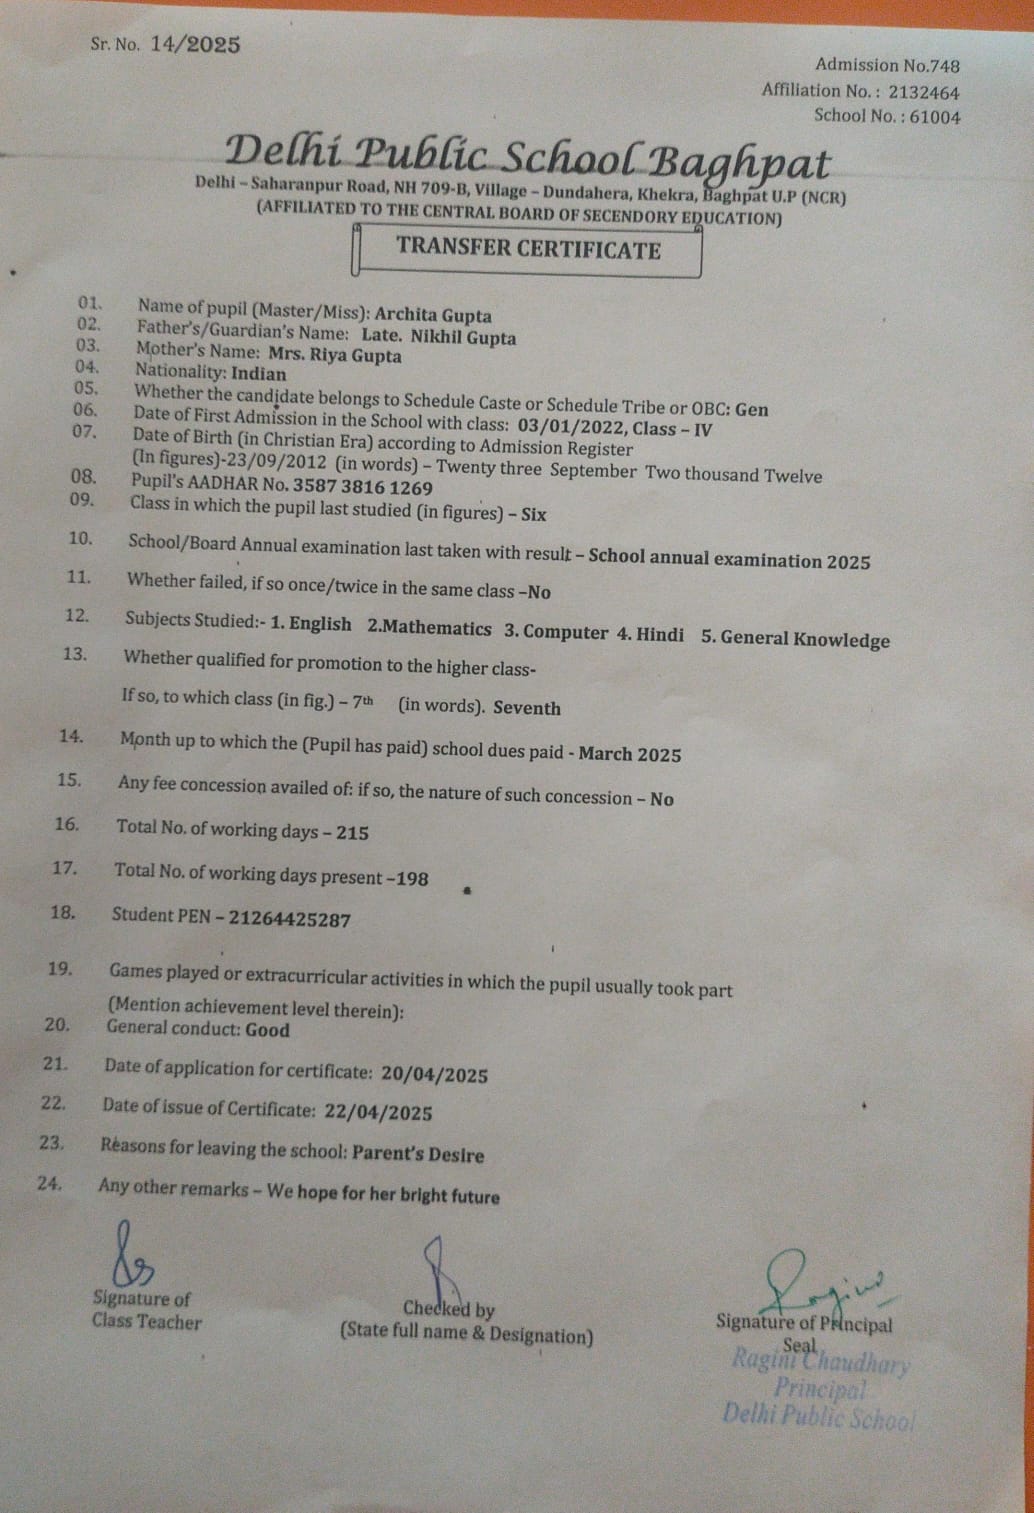 Sr. No. 14/2025
Admission No.748
Affiliation No. : 2132464
School No. : 61004
Delhi Public School Baghpat
Delhi – Saharanpur Road, NH 709-B, Village – Dundahera, Khekra, Baghpat U.P (NCR)
(AFFILIATED TO THE CENTRAL BOARD OF SECENDORY EDUCATION)
TRANSFER CERTIFICATE
01. Name of pupil (Master/Miss): Archita Gupta
02. Father's/Guardian's Name: Late. Nikhil Gupta
03. Mother's Name: Mrs. Riya Gupta
04. Nationality: Indian
05. Whether the candidate belongs to Schedule Caste or Schedule Tribe or OBC: Gen
06. Date of First Admission in the School with class: 03/01/2022, Class – IV
07. Date of Birth (in Christian Era) according to Admission Register
(In figures)-23/09/2012 (in words) – Twenty three September Two thousand Twelve
08. Pupil's AADHAR No. 3587 3816 1269
09. Class in which the pupil last studied (in figures) – Six
10. School/Board Annual examination last taken with result – School annual examination 2025
11. Whether failed, if so once/twice in the same class –No
12. Subjects Studied:- 1. English 2.Mathematics 3. Computer 4. Hindi 5. General Knowledge
13. Whether qualified for promotion to the higher class-
If so, to which class (in fig.) – 7th (in words). Seventh
14. Month up to which the (Pupil has paid) school dues paid - March 2025
15. Any fee concession availed of: if so, the nature of such concession – No
16. Total No. of working days – 215
17. Total No. of working days present –198
18. Student PEN – 21264425287
19. Games played or extracurricular activities in which the pupil usually took part
(Mention achievement level therein):
20. General conduct: Good
21. Date of application for certificate: 20/04/2025
22. Date of issue of Certificate: 22/04/2025
23. Reasons for leaving the school: Parent's Desire
24. Any other remarks – We hope for her bright future
Ragini
Signature of
Class Teacher
Checked by
(State full name & Designation)
Signature of Principal
Seal
Ragini Chaudhary
Principal
Delhi Public School